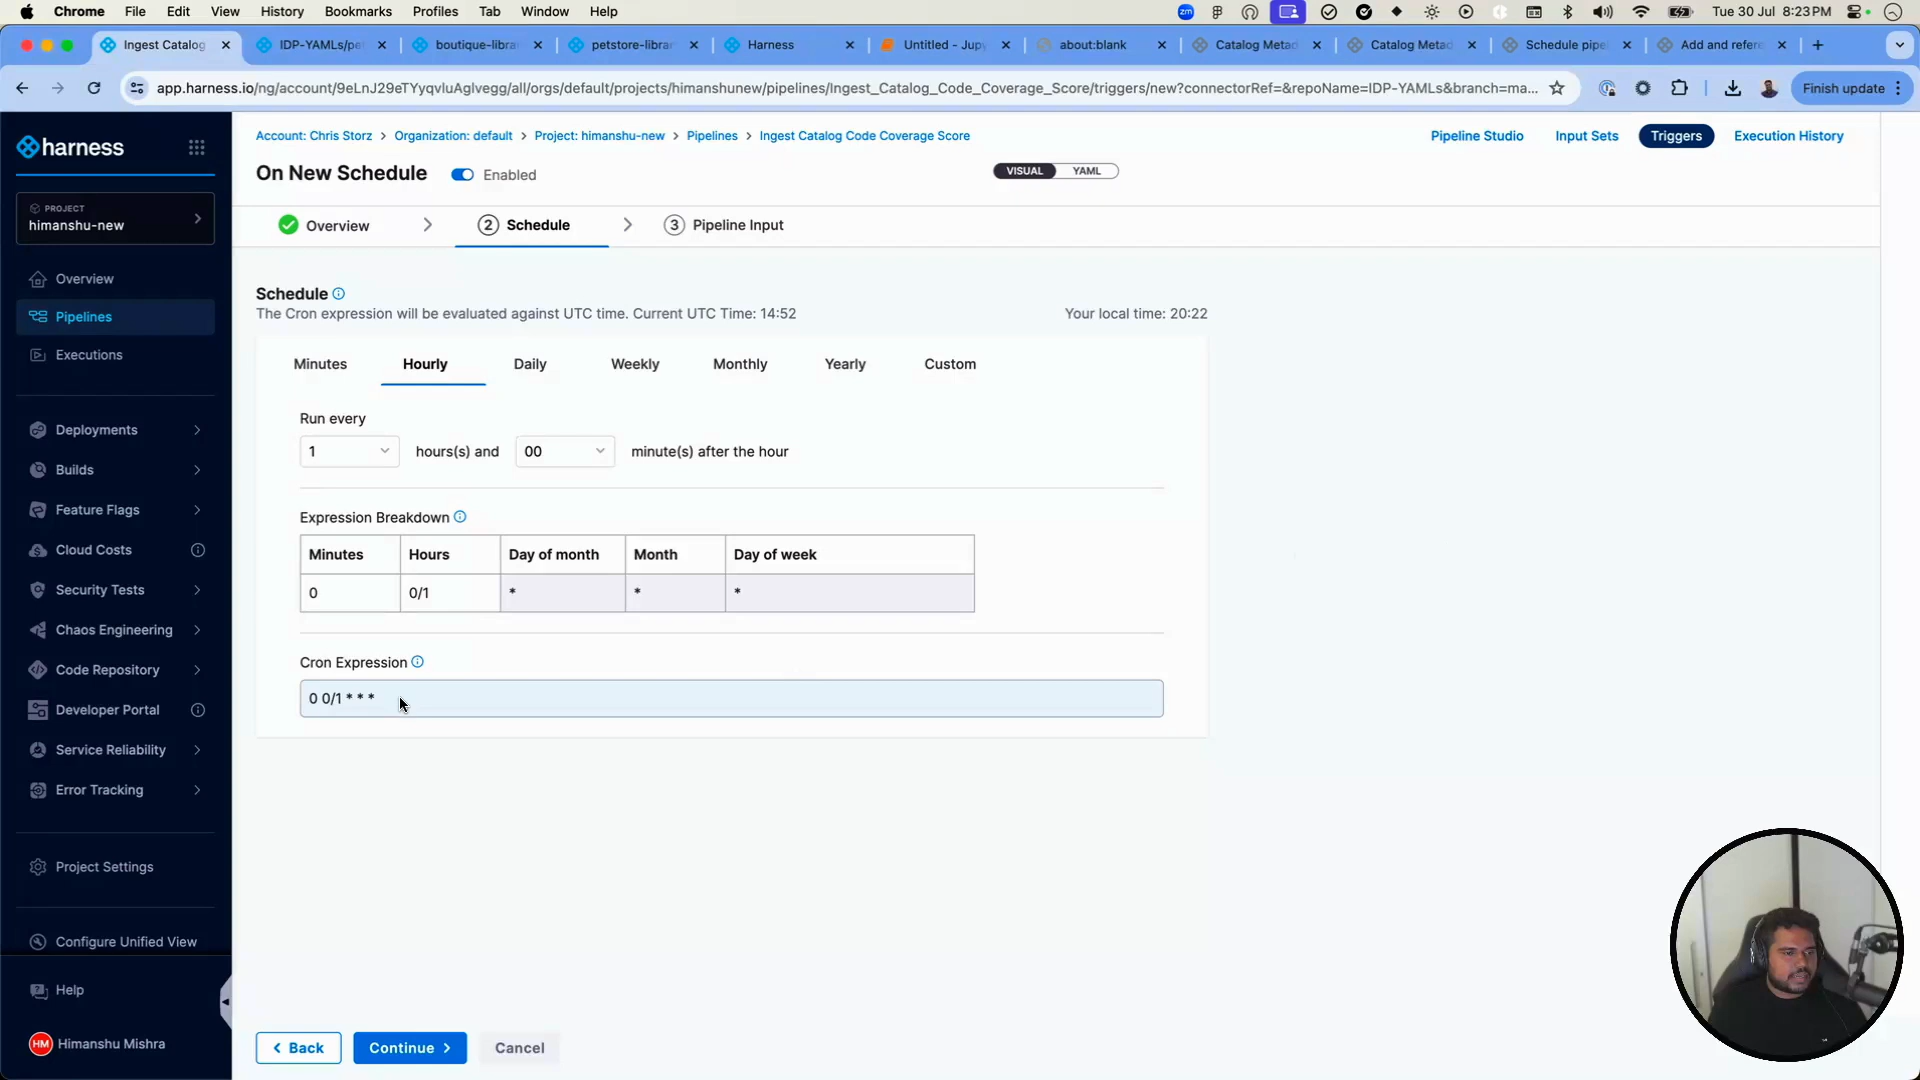 Chrome File Edit View History Bookmarks Profiles Tab Window Help zm Tue 30 Jul 8:23 PM
Ingest Catalog IDP-YAMLs/pe boutique-libra petstore-librar Harness Untitled - Jupy about:blank Catalog Metad Catalog Metad Schedule pipe Add and refere
app.harness.io/ng/account/9eLnJ29eTYyqvluAglvegg/all/orgs/default/projects/himanshunew/pipelines/Ingest_Catalog_Code_Coverage_Score/triggers/new?connectorRef=&repoName=IDP-YAMLs&branch=ma... Finish update
harness
PROJECT
himanshu-new
Overview
Pipelines
Executions
Deployments
Builds
Feature Flags
Cloud Costs
Security Tests
Chaos Engineering
Code Repository
Developer Portal
Service Reliability
Error Tracking
Project Settings
Configure Unified View
Help
HM Himanshu Mishra
Account: Chris Storz > Organization: default > Project: himanshu-new > Pipelines > Ingest Catalog Code Coverage Score
Pipeline Studio Input Sets Triggers Execution History
On New Schedule Enabled VISUAL YAML
Overview 2 Schedule 3 Pipeline Input
Schedule
The Cron expression will be evaluated against UTC time. Current UTC Time: 14:52 Your local time: 20:22
Minutes Hourly Daily Weekly Monthly Yearly Custom
Run every
1 hours(s) and 00 minute(s) after the hour
Expression Breakdown
Minutes Hours Day of month Month Day of week
0 0/1 * * *
Cron Expression
0 0/1 * * *
Back Continue Cancel